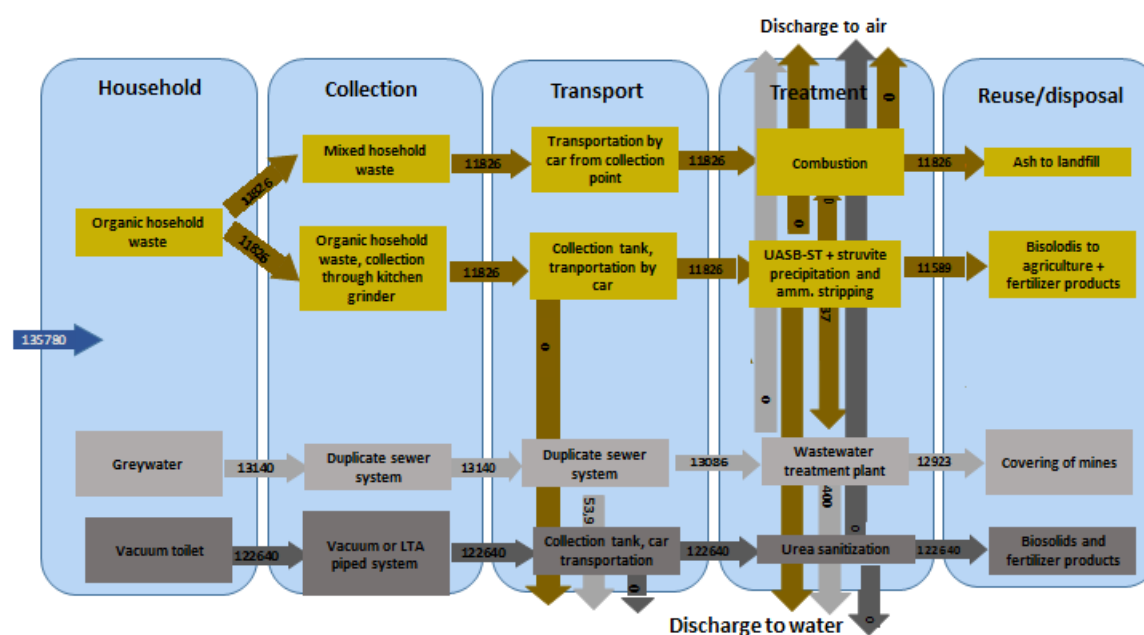 Discharge to air
Household
Collection
Transport
Treatment
Reuse/disposal
Organic hosehold
waste
11826
11826
Mixed hosehold
waste
11826
Transportation by
car from collection
point
11826
Combustion
0
11826
Ash to landfill
Organic hosehold
waste, collection
through kitchen
grinder
11826
Collection tank,
tranportation by
car
11826
0
0
0
UASB-ST + struvite
precipitation and
amm. stripping
37
11589
Bisolodis to
agriculture +
fertilizer products
135780
0
0
Greywater
13140
Duplicate sewer
system
13140
Duplicate sewer
system
53,9
13086
Wastewater
treatment plant
400
12923
Covering of mines
Vacuum toilet
122640
Vacuum or LTA
piped system
122640
Collection tank, car
transportation
0
122640
Urea sanitization
0
0
122640
Biosolids and
fertilizer products
Discharge to water